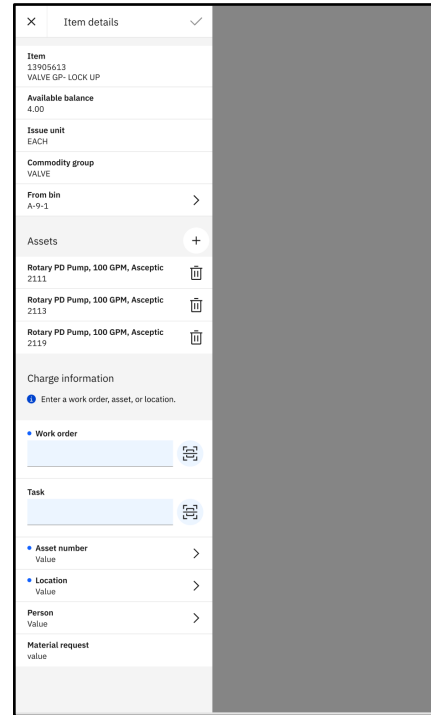 Item details
Item
13905613
VALVE GP- LOCK UP
Available balance
4.00
Issue unit
EACH
Commodity group
VALVE
From bin
A-9-1
Assets
Rotary PD Pump, 100 GPM, Asceptic
2111
Rotary PD Pump, 100 GPM, Asceptic
2113
Rotary PD Pump, 100 GPM, Asceptic
2119
Charge information
Enter a work order, asset, or location.
Work order
Task
Asset number
Value
Location
Value
Person
Value
Material request
value